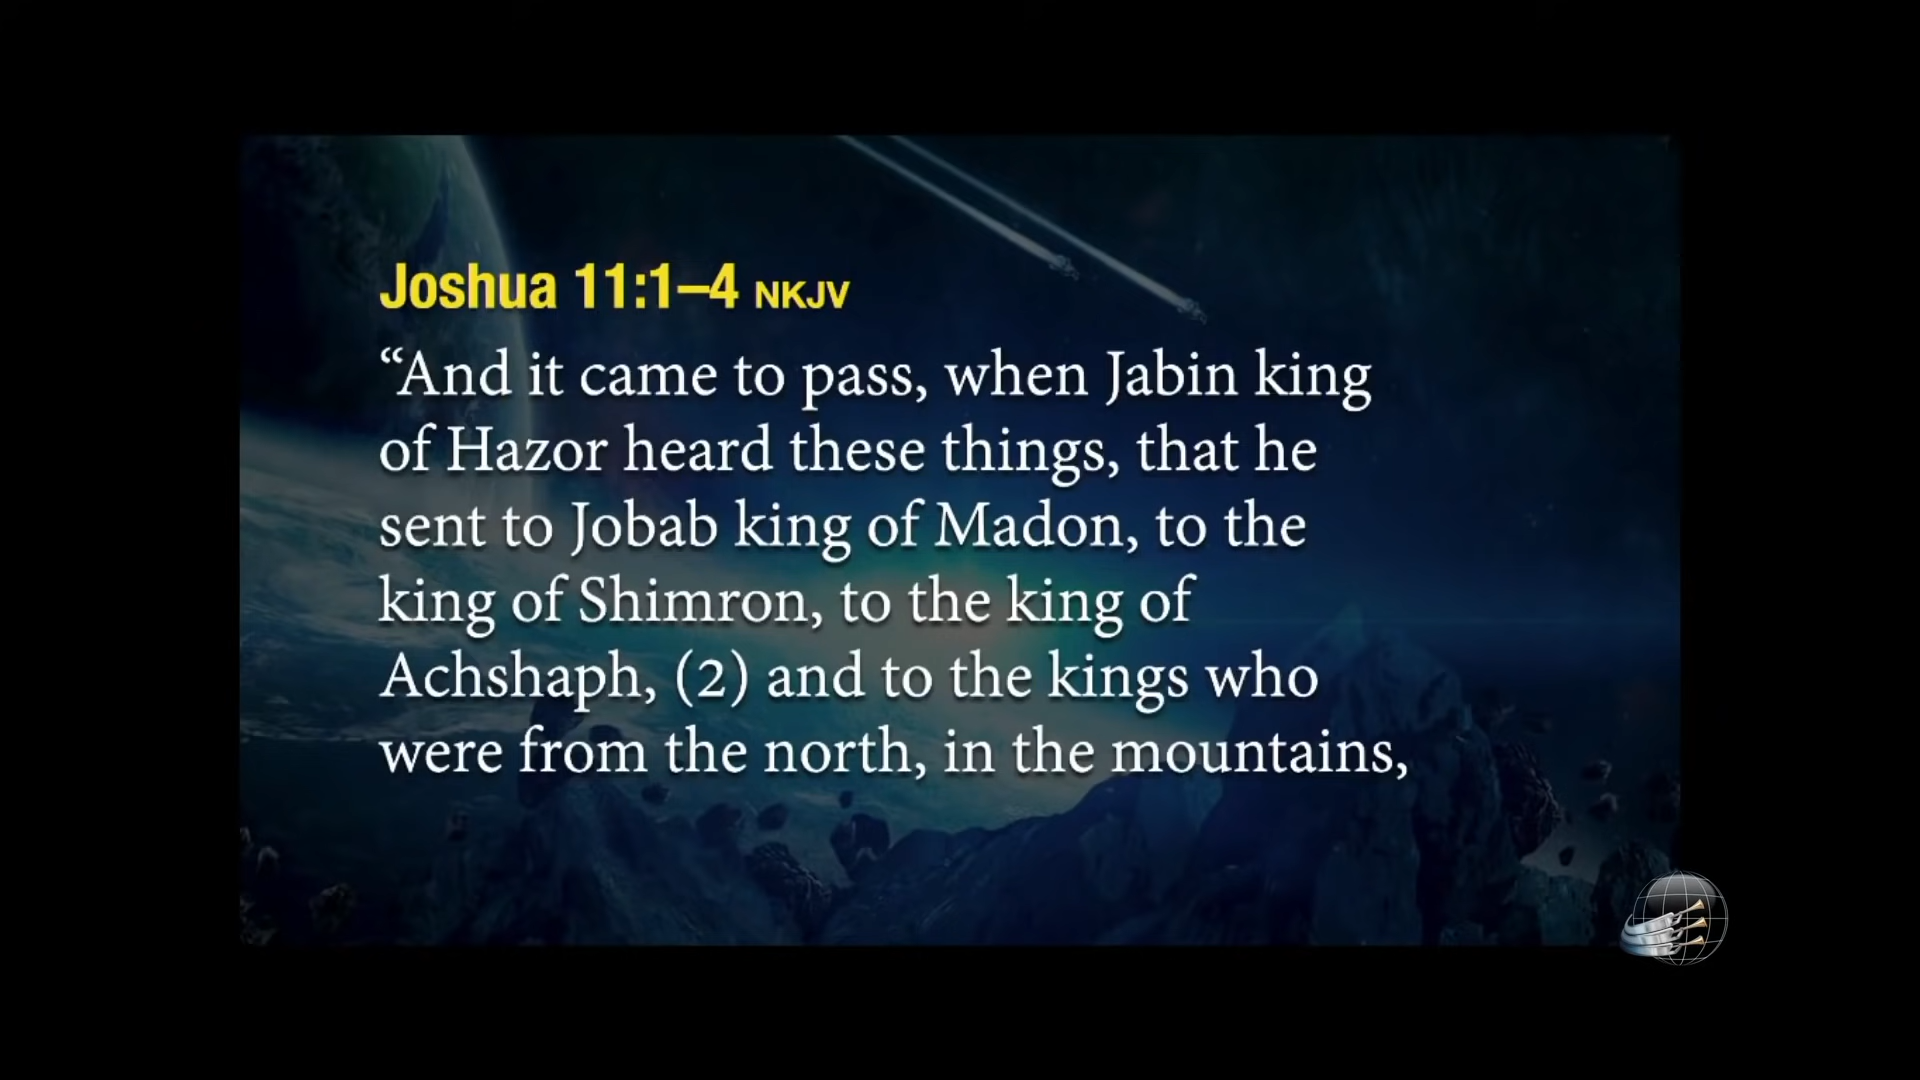 Joshua 11:1–4 NKJV
“And it came to pass, when Jabin king
of Hazor heard these things, that he
sent to Jobab king of Madon, to the
king of Shimron, to the king of
Achshaph, (2) and to the kings who
were from the north, in the mountains,